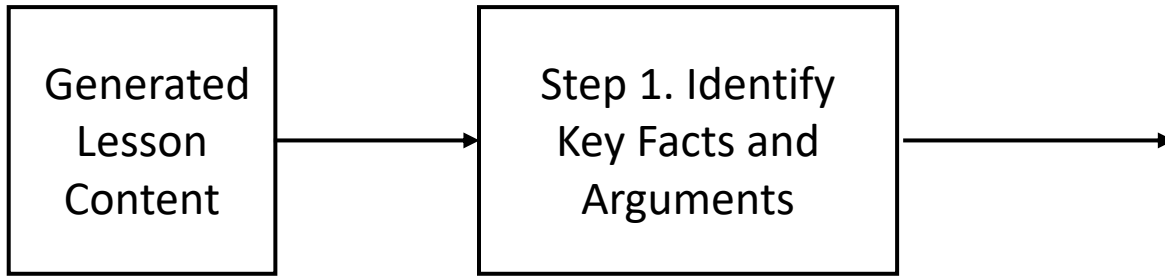 Generated
Lesson
Content
Step 1. Identify
Key Facts and
Arguments